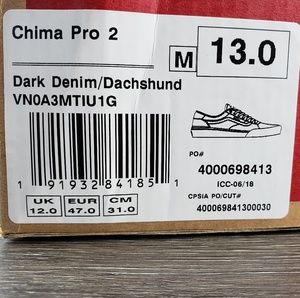 Chima Pro 2
M
13.0
Dark Denim/Dachshund
VN0A3MTIU1G
PO#
4000698413
ICC-06/18
CPSIA PO/CUT#
400069841300030
1 91932 84185 1
UK EUR CM
12.0 47.0 31.0